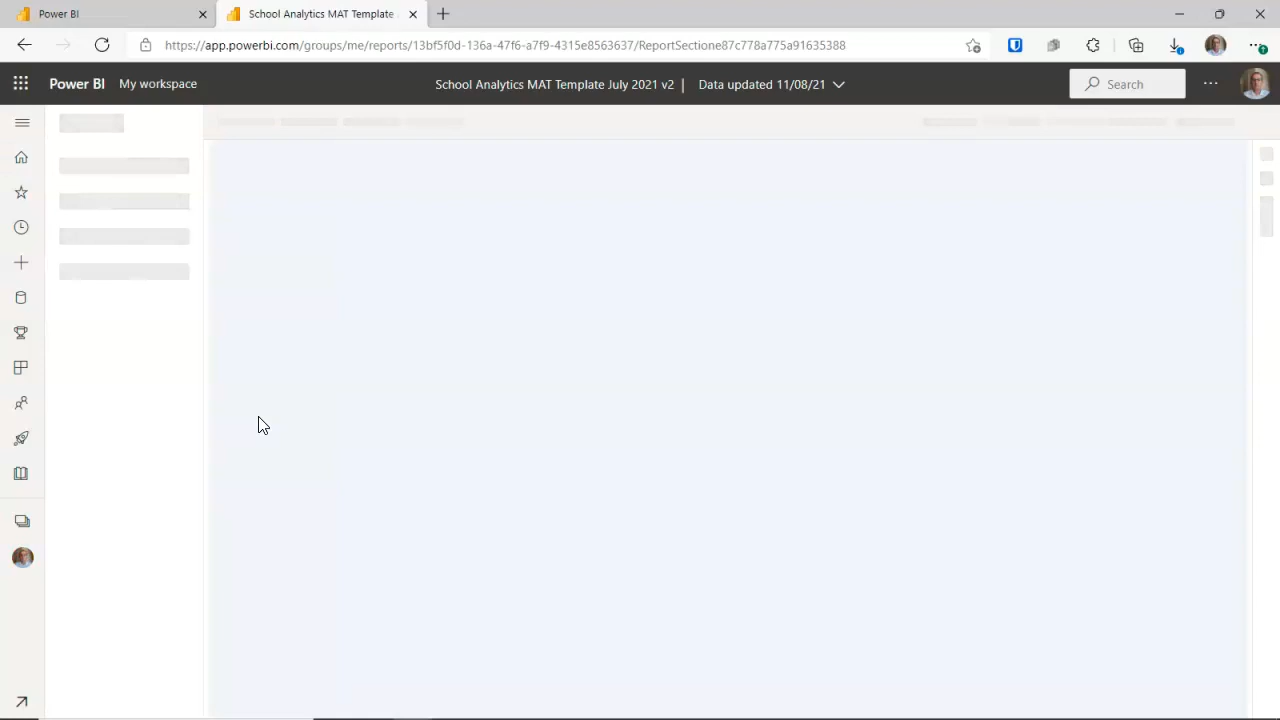 Power BI
School Analytics MAT Template
https://app.powerbi.com/groups/me/reports/13bf5f0d-136a-47f6-a7f9-4315e8563637/ReportSectione87c778a775a91635388
Power BI My workspace
School Analytics MAT Template July 2021 v2 | Data updated 11/08/21
Search